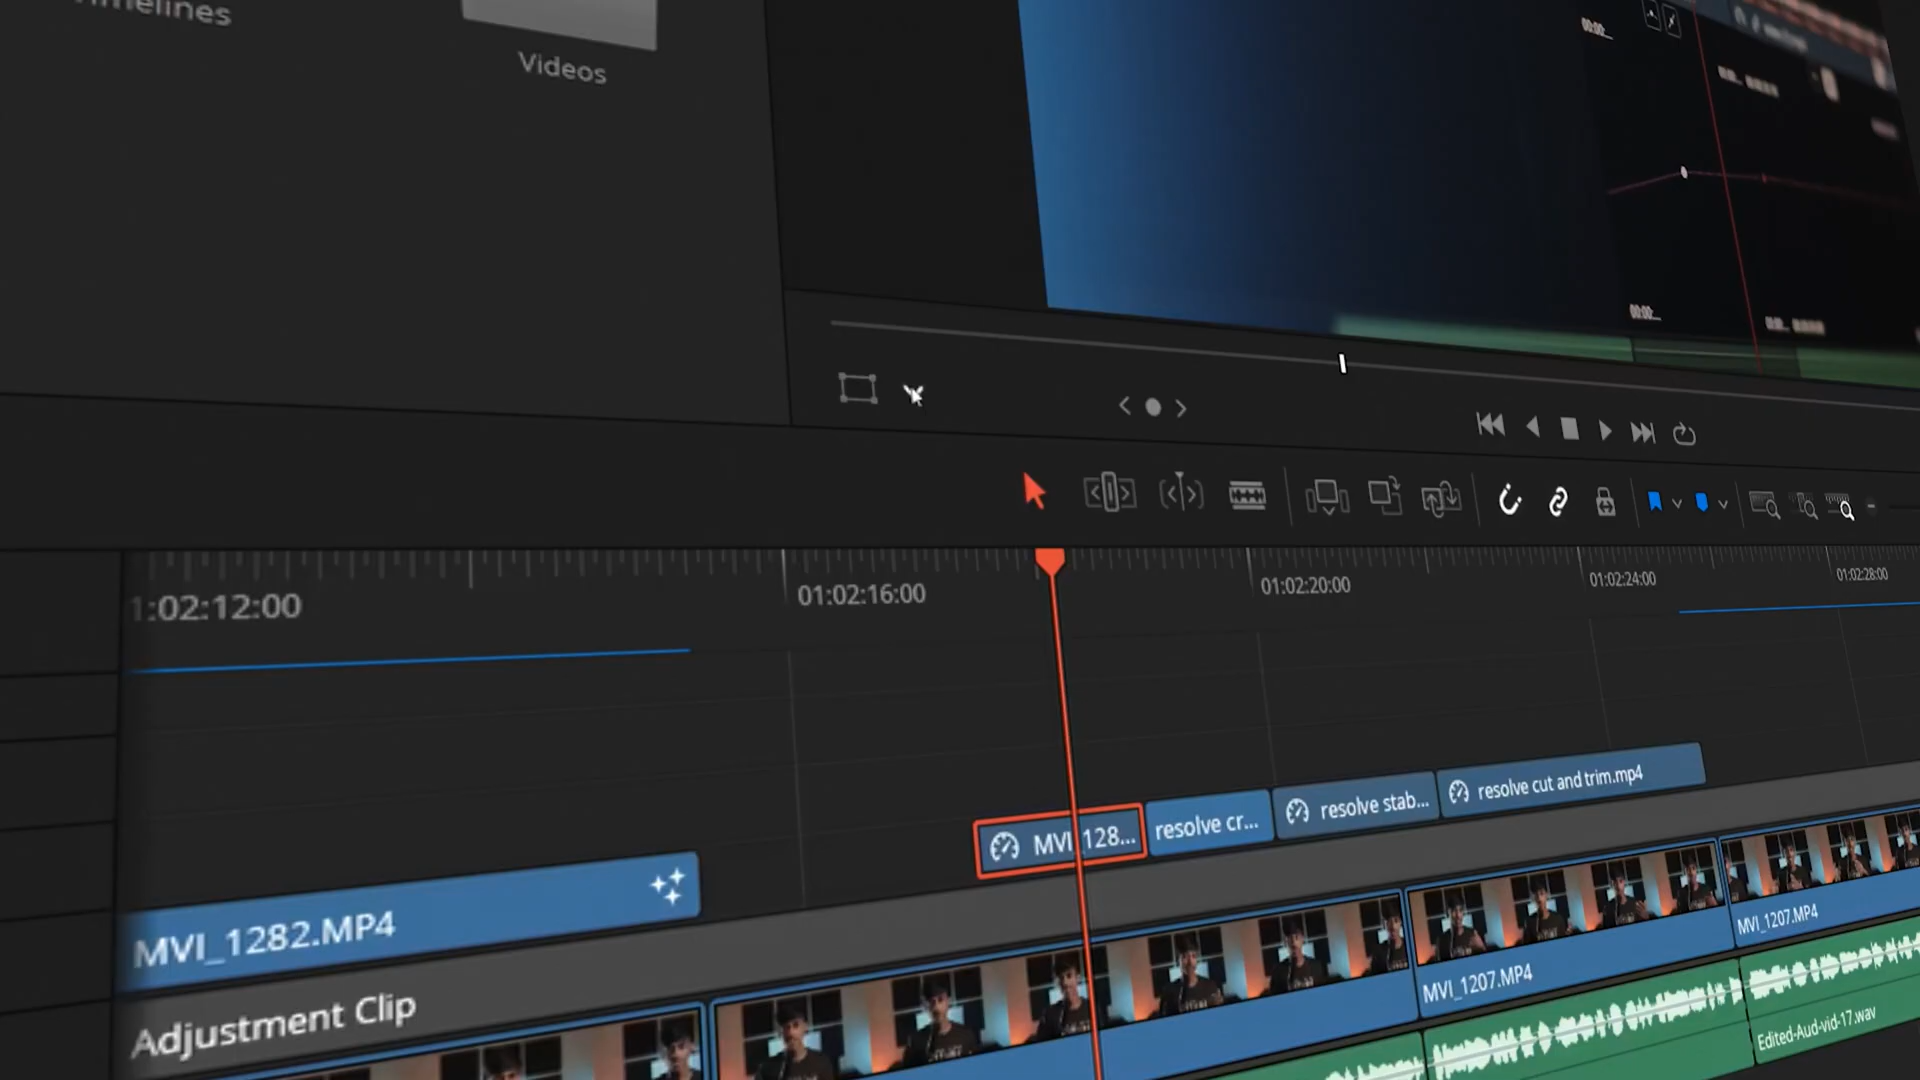 Timelines
Videos
1:02:12:00
01:02:16:00
01:02:20:00
01:02:24:00
01:02:28:00
MVI_128...
resolve cr...
resolve stab...
resolve cut and trim.mp4
MVI_1282.MP4
Adjustment Clip
MVI_1207.MP4
MVI_1207.MP4
Edited-Aud-vid-17.wav